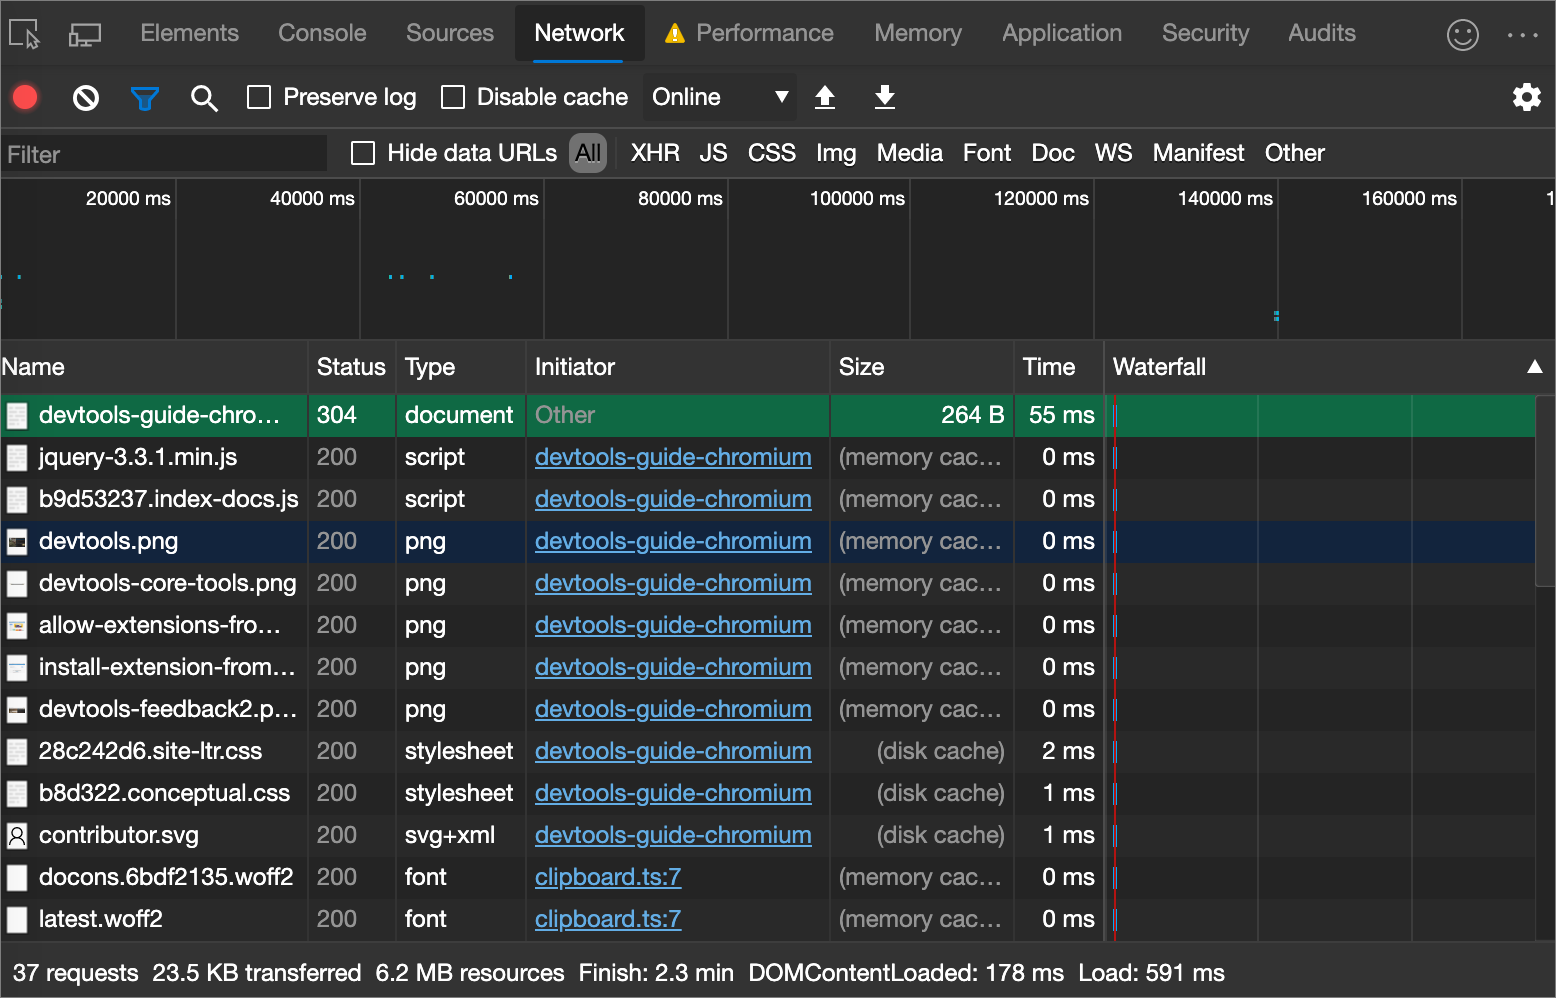 Elements Console Sources Network Performance Memory Application Security Audits
Preserve log Disable cache Online
Filter Hide data URLs All XHR JS CSS Img Media Font Doc WS Manifest Other
20000 ms 40000 ms 60000 ms 80000 ms 100000 ms 120000 ms 140000 ms 160000 ms 1
Name Status Type Initiator Size Time Waterfall
devtools-guide-chro… 304 document Other 264 B 55 ms
jquery-3.3.1.min.js 200 script devtools-guide-chromium (memory cac… 0 ms
b9d53237.index-docs.js 200 script devtools-guide-chromium (memory cac… 0 ms
devtools.png 200 png devtools-guide-chromium (memory cac… 0 ms
devtools-core-tools.png 200 png devtools-guide-chromium (memory cac… 0 ms
allow-extensions-fro… 200 png devtools-guide-chromium (memory cac… 0 ms
install-extension-from… 200 png devtools-guide-chromium (memory cac… 0 ms
devtools-feedback2.p… 200 png devtools-guide-chromium (memory cac… 0 ms
28c242d6.site-ltr.css 200 stylesheet devtools-guide-chromium (disk cache) 2 ms
b8d322.conceptual.css 200 stylesheet devtools-guide-chromium (disk cache) 1 ms
contributor.svg 200 svg+xml devtools-guide-chromium (disk cache) 1 ms
docons.6bdf2135.woff2 200 font clipboard.ts:7 (memory cac… 0 ms
latest.woff2 200 font clipboard.ts:7 (memory cac… 0 ms
37 requests 23.5 KB transferred 6.2 MB resources Finish: 2.3 min DOMContentLoaded: 178 ms Load: 591 ms